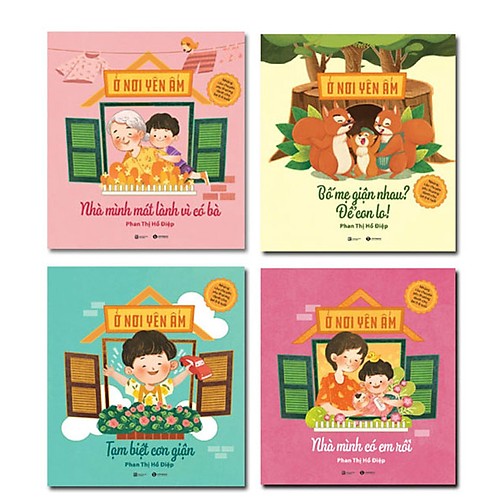 Ở NƠI YÊN ẤM
Nhà mình mát lành vì có bà
Phan Thị Hồ Điệp
Ở NƠI YÊN ẤM
Bố mẹ giận nhau?
Để con lo!
Phan Thị Hồ Điệp
Ở NƠI YÊN ẤM
Tạm biệt cơn giận
Phan Thị Hồ Điệp
Ở NƠI YÊN ẤM
Nhà mình có em rồi
Phan Thị Hồ Điệp